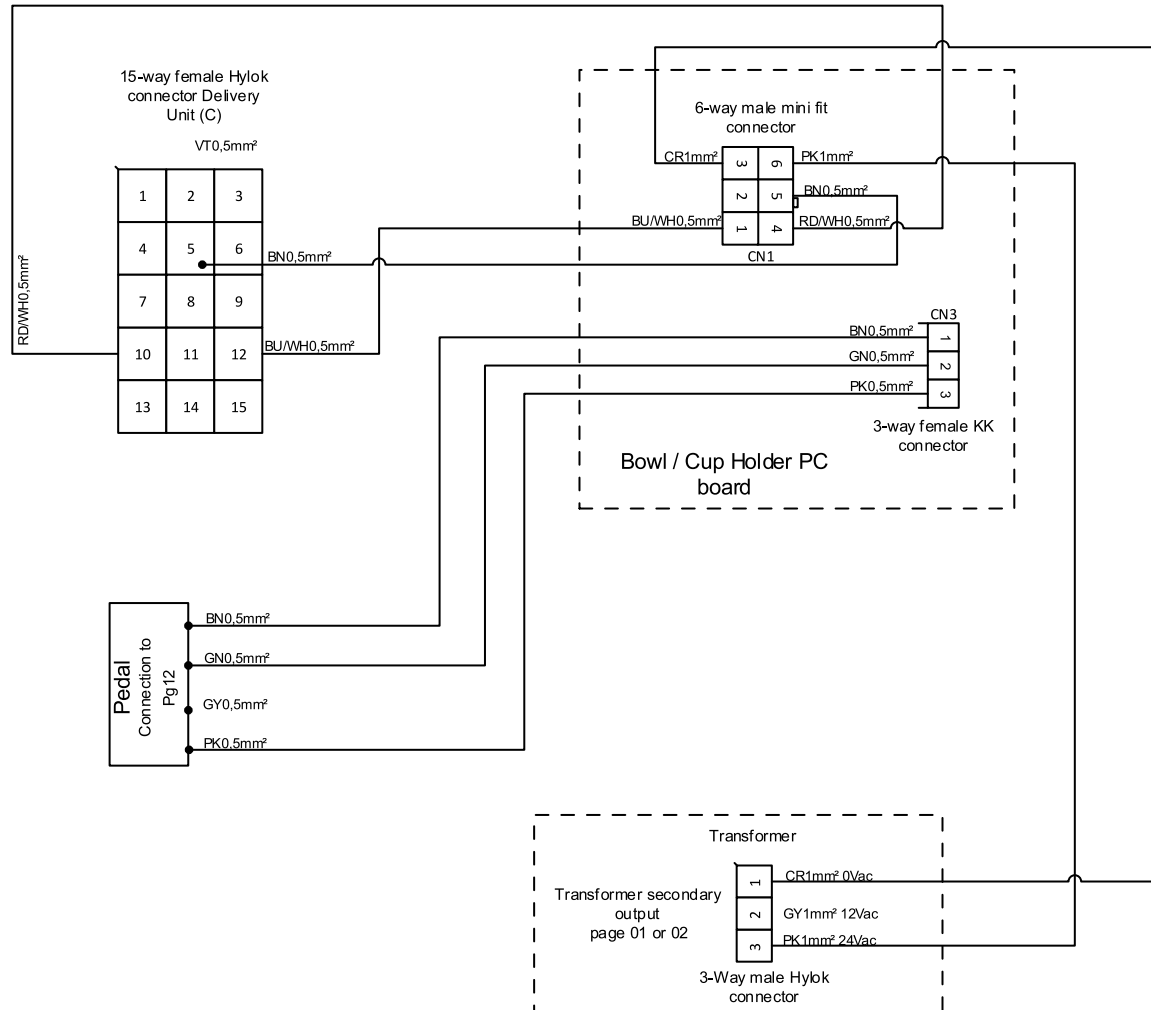 15-way female Hylok
connector Delivery
Unit (C)
VT0,5mm²
1 2 3
4 5 6
7 8 9
10 11 12
13 14 15
RD/WH0,5mm²
BN0,5mm²
BU/WH0,5mm²
6-way male mini fit
connector
CR1mm² 3 6 PK1mm²
2 5 BN0,5mm²
BU/WH0,5mm² 1 4 RD/WH0,5mm²
CN1
CN3
BN0,5mm² 1
GN0,5mm² 2
PK0,5mm² 3
3-way female KK
connector
Bowl / Cup Holder PC
board
Pedal
Connection to
Pg12
BN0,5mm²
GN0,5mm²
GY0,5mm²
PK0,5mm²
Transformer
Transformer secondary
output
page 01 or 02
1 CR1mm² 0Vac
2 GY1mm² 12Vac
3 PK1mm² 24Vac
3-Way male Hylok
connector